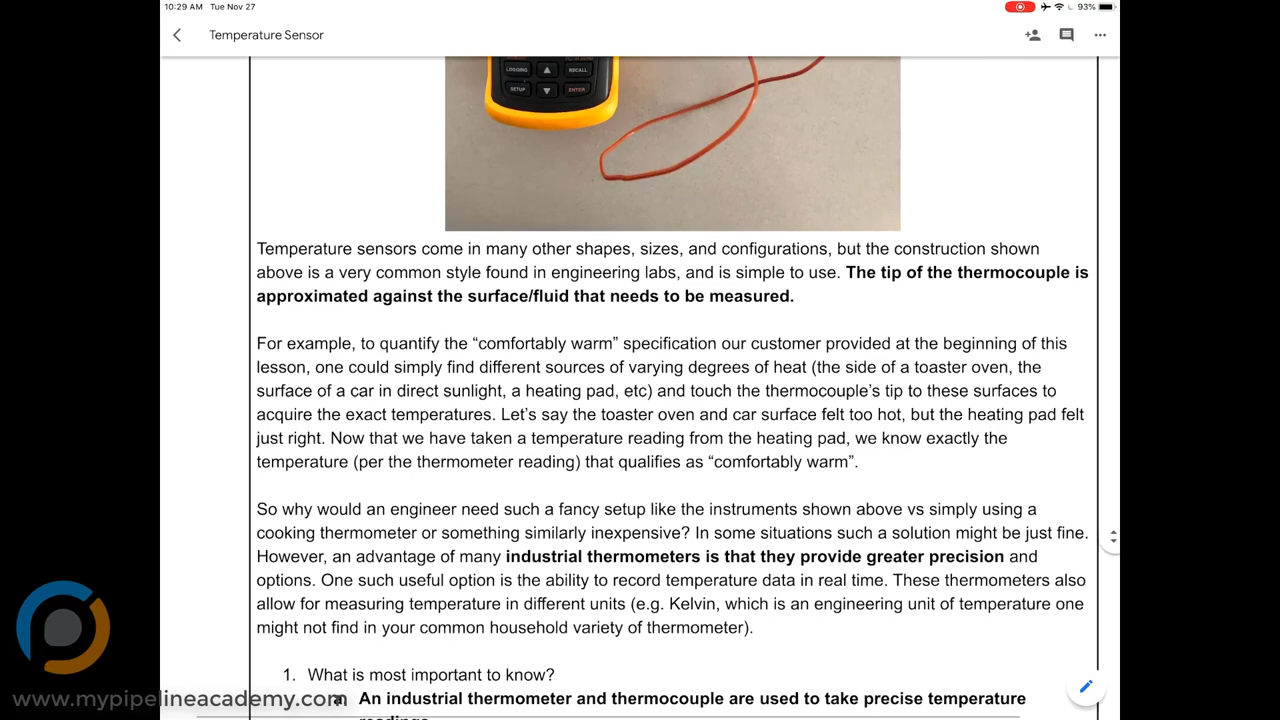 10:29 AM Tue Nov 27
93%
Temperature Sensor
LOGGING
RECALL
SETUP
ENTER
Temperature sensors come in many other shapes, sizes, and configurations, but the construction shown
above is a very common style found in engineering labs, and is simple to use. The tip of the thermocouple is
approximated against the surface/fluid that needs to be measured.
For example, to quantify the “comfortably warm” specification our customer provided at the beginning of this
lesson, one could simply find different sources of varying degrees of heat (the side of a toaster oven, the
surface of a car in direct sunlight, a heating pad, etc) and touch the thermocouple’s tip to these surfaces to
acquire the exact temperatures. Let’s say the toaster oven and car surface felt too hot, but the heating pad felt
just right. Now that we have taken a temperature reading from the heating pad, we know exactly the
temperature (per the thermometer reading) that qualifies as “comfortably warm”.
So why would an engineer need such a fancy setup like the instruments shown above vs simply using a
cooking thermometer or something similarly inexpensive? In some situations such a solution might be just fine.
However, an advantage of many industrial thermometers is that they provide greater precision and
options. One such useful option is the ability to record temperature data in real time. These thermometers also
allow for measuring temperature in different units (e.g. Kelvin, which is an engineering unit of temperature one
might not find in your common household variety of thermometer).
1. What is most important to know?
An industrial thermometer and thermocouple are used to take precise temperature
www.mypipelineacademy.com